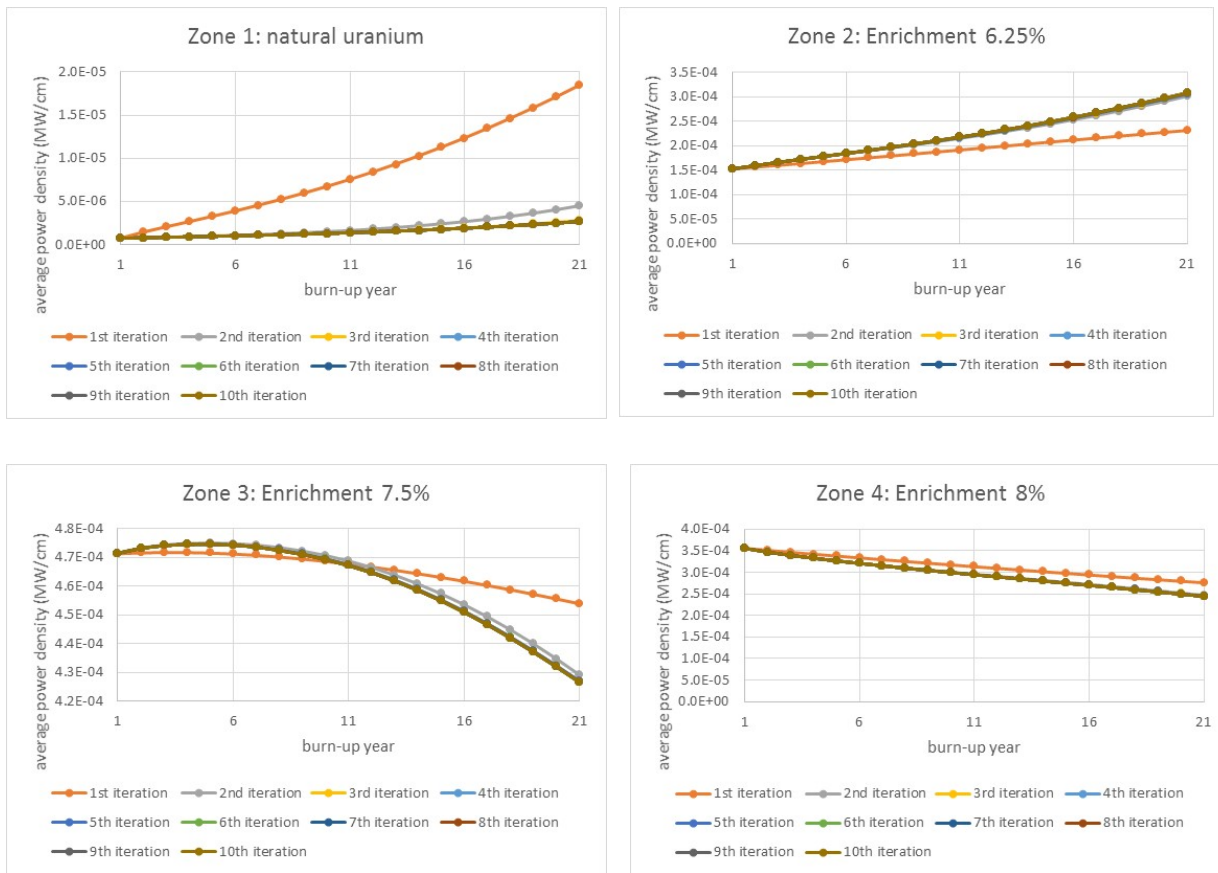 Zone 1: natural uranium
average power density (MW/cm)
2.0E-05
1.5E-05
1.0E-05
5.0E-06
0.0E+00
1 6 11 16 21
burn-up year
1st iteration 2nd iteration 3rd iteration 4th iteration
5th iteration 6th iteration 7th iteration 8th iteration
9th iteration 10th iteration
Zone 2: Enrichment 6.25%
average power density (MW/cm)
3.5E-04
3.0E-04
2.5E-04
2.0E-04
1.5E-04
1.0E-04
5.0E-05
0.0E+00
1 6 11 16 21
burn-up year
1st iteration 2nd iteration 3rd iteration 4th iteration
5th iteration 6th iteration 7th iteration 8th iteration
9th iteration 10th iteration
Zone 3: Enrichment 7.5%
average power density (MW/cm)
4.8E-04
4.7E-04
4.6E-04
4.5E-04
4.4E-04
4.3E-04
4.2E-04
1 6 11 16 21
burn-up year
1st iteration 2nd iteration 3rd iteration 4th iteration
5th iteration 6th iteration 7th iteration 8th iteration
9th iteration 10th iteration
Zone 4: Enrichment 8%
average power density (MW/cm)
4.0E-04
3.5E-04
3.0E-04
2.5E-04
2.0E-04
1.5E-04
1.0E-04
5.0E-05
0.0E+00
1 6 11 16 21
burn-up year
1st iteration 2nd iteration 3rd iteration 4th iteration
5th iteration 6th iteration 7th iteration 8th iteration
9th iteration 10th iteration